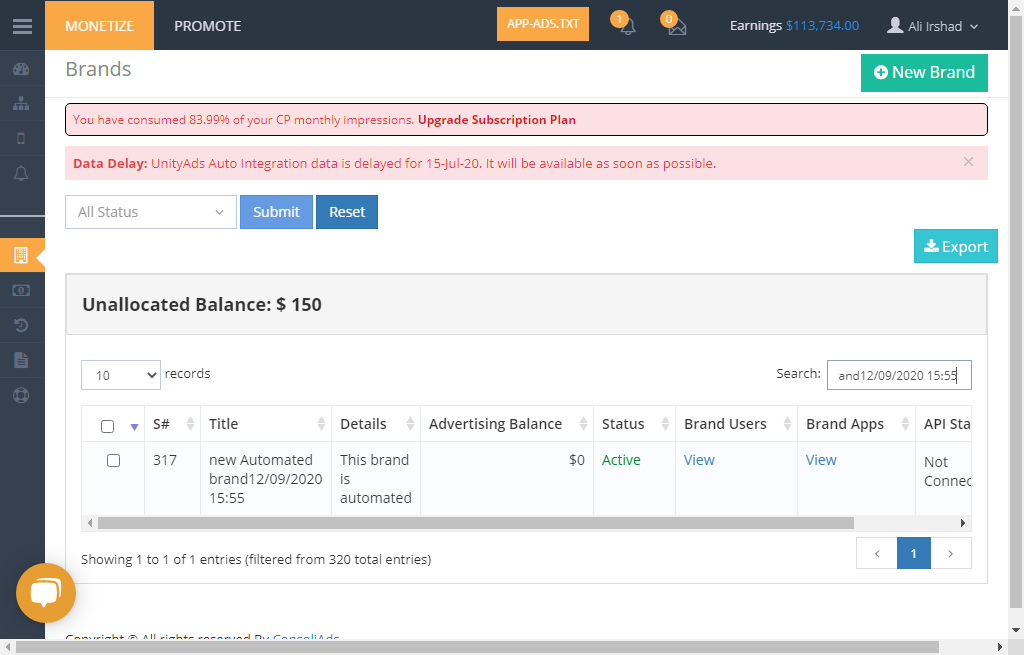 MONETIZE PROMOTE APP-ADS.TXT 1 0 Earnings $113,734.00 Ali Irshad
Brands
New Brand
You have consumed 83.99% of your CP monthly impressions. Upgrade Subscription Plan
Data Delay: UnityAds Auto Integration data is delayed for 15-Jul-20. It will be available as soon as possible. ×
All Status Submit Reset
Export
Unallocated Balance: $ 150
10 records Search: and12/09/2020 15:55
S# Title Details Advertising Balance Status Brand Users Brand Apps API Sta
317 new Automated This brand $0 Active View View Not
brand12/09/2020 is Connec
15:55 automated
Showing 1 to 1 of 1 entries (filtered from 320 total entries) ‹ 1 ›
Copyright © All rights reserved By ConsoliAds